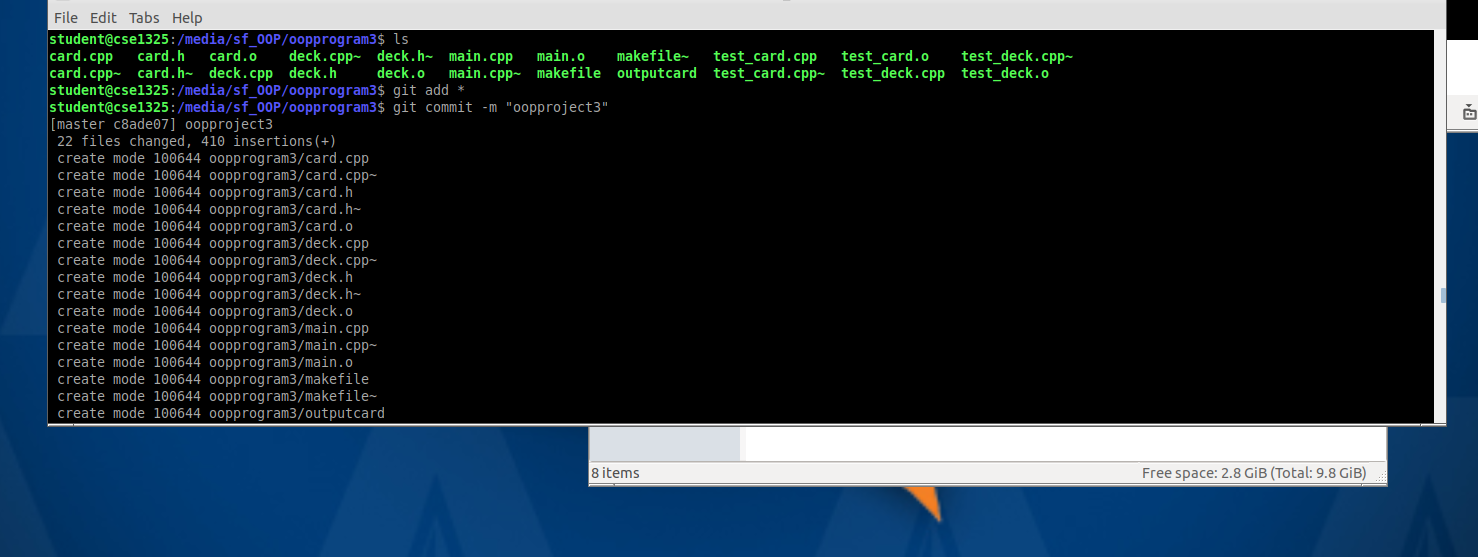 File Edit Tabs Help
student@cse1325:/media/sf_OOP/oopprogram3$ ls
card.cpp card.h card.o deck.cpp~ deck.h~ main.cpp main.o makefile~ test_card.cpp test_card.o test_deck.cpp~
card.cpp~ card.h~ deck.cpp deck.h deck.o main.cpp~ makefile outputcard test_card.cpp~ test_deck.cpp test_deck.o
student@cse1325:/media/sf_OOP/oopprogram3$ git add *
student@cse1325:/media/sf_OOP/oopprogram3$ git commit -m "oopproject3"
[master c8ade07] oopproject3
22 files changed, 410 insertions(+)
create mode 100644 oopprogram3/card.cpp
create mode 100644 oopprogram3/card.cpp~
create mode 100644 oopprogram3/card.h
create mode 100644 oopprogram3/card.h~
create mode 100644 oopprogram3/card.o
create mode 100644 oopprogram3/deck.cpp
create mode 100644 oopprogram3/deck.cpp~
create mode 100644 oopprogram3/deck.h
create mode 100644 oopprogram3/deck.h~
create mode 100644 oopprogram3/deck.o
create mode 100644 oopprogram3/main.cpp
create mode 100644 oopprogram3/main.cpp~
create mode 100644 oopprogram3/main.o
create mode 100644 oopprogram3/makefile
create mode 100644 oopprogram3/makefile~
create mode 100644 oopprogram3/outputcard
8 items
Free space: 2.8 GiB (Total: 9.8 GiB)